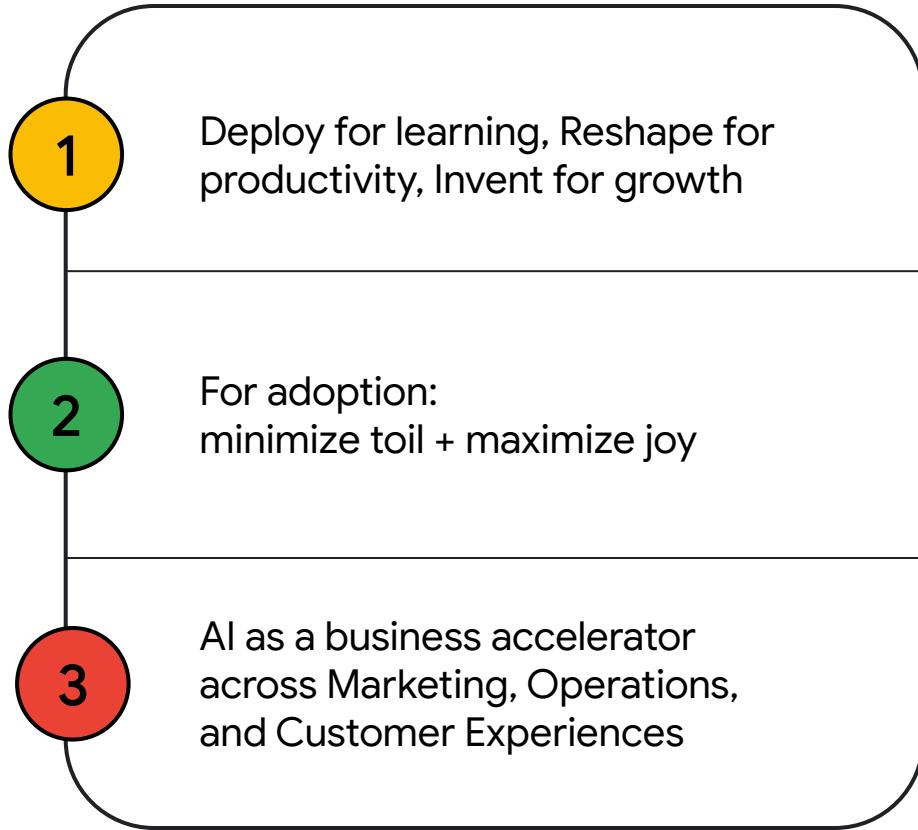 1
Deploy for learning, Reshape for
productivity, Invent for growth
2
For adoption:
minimize toil + maximize joy
3
AI as a business accelerator
across Marketing, Operations,
and Customer Experiences